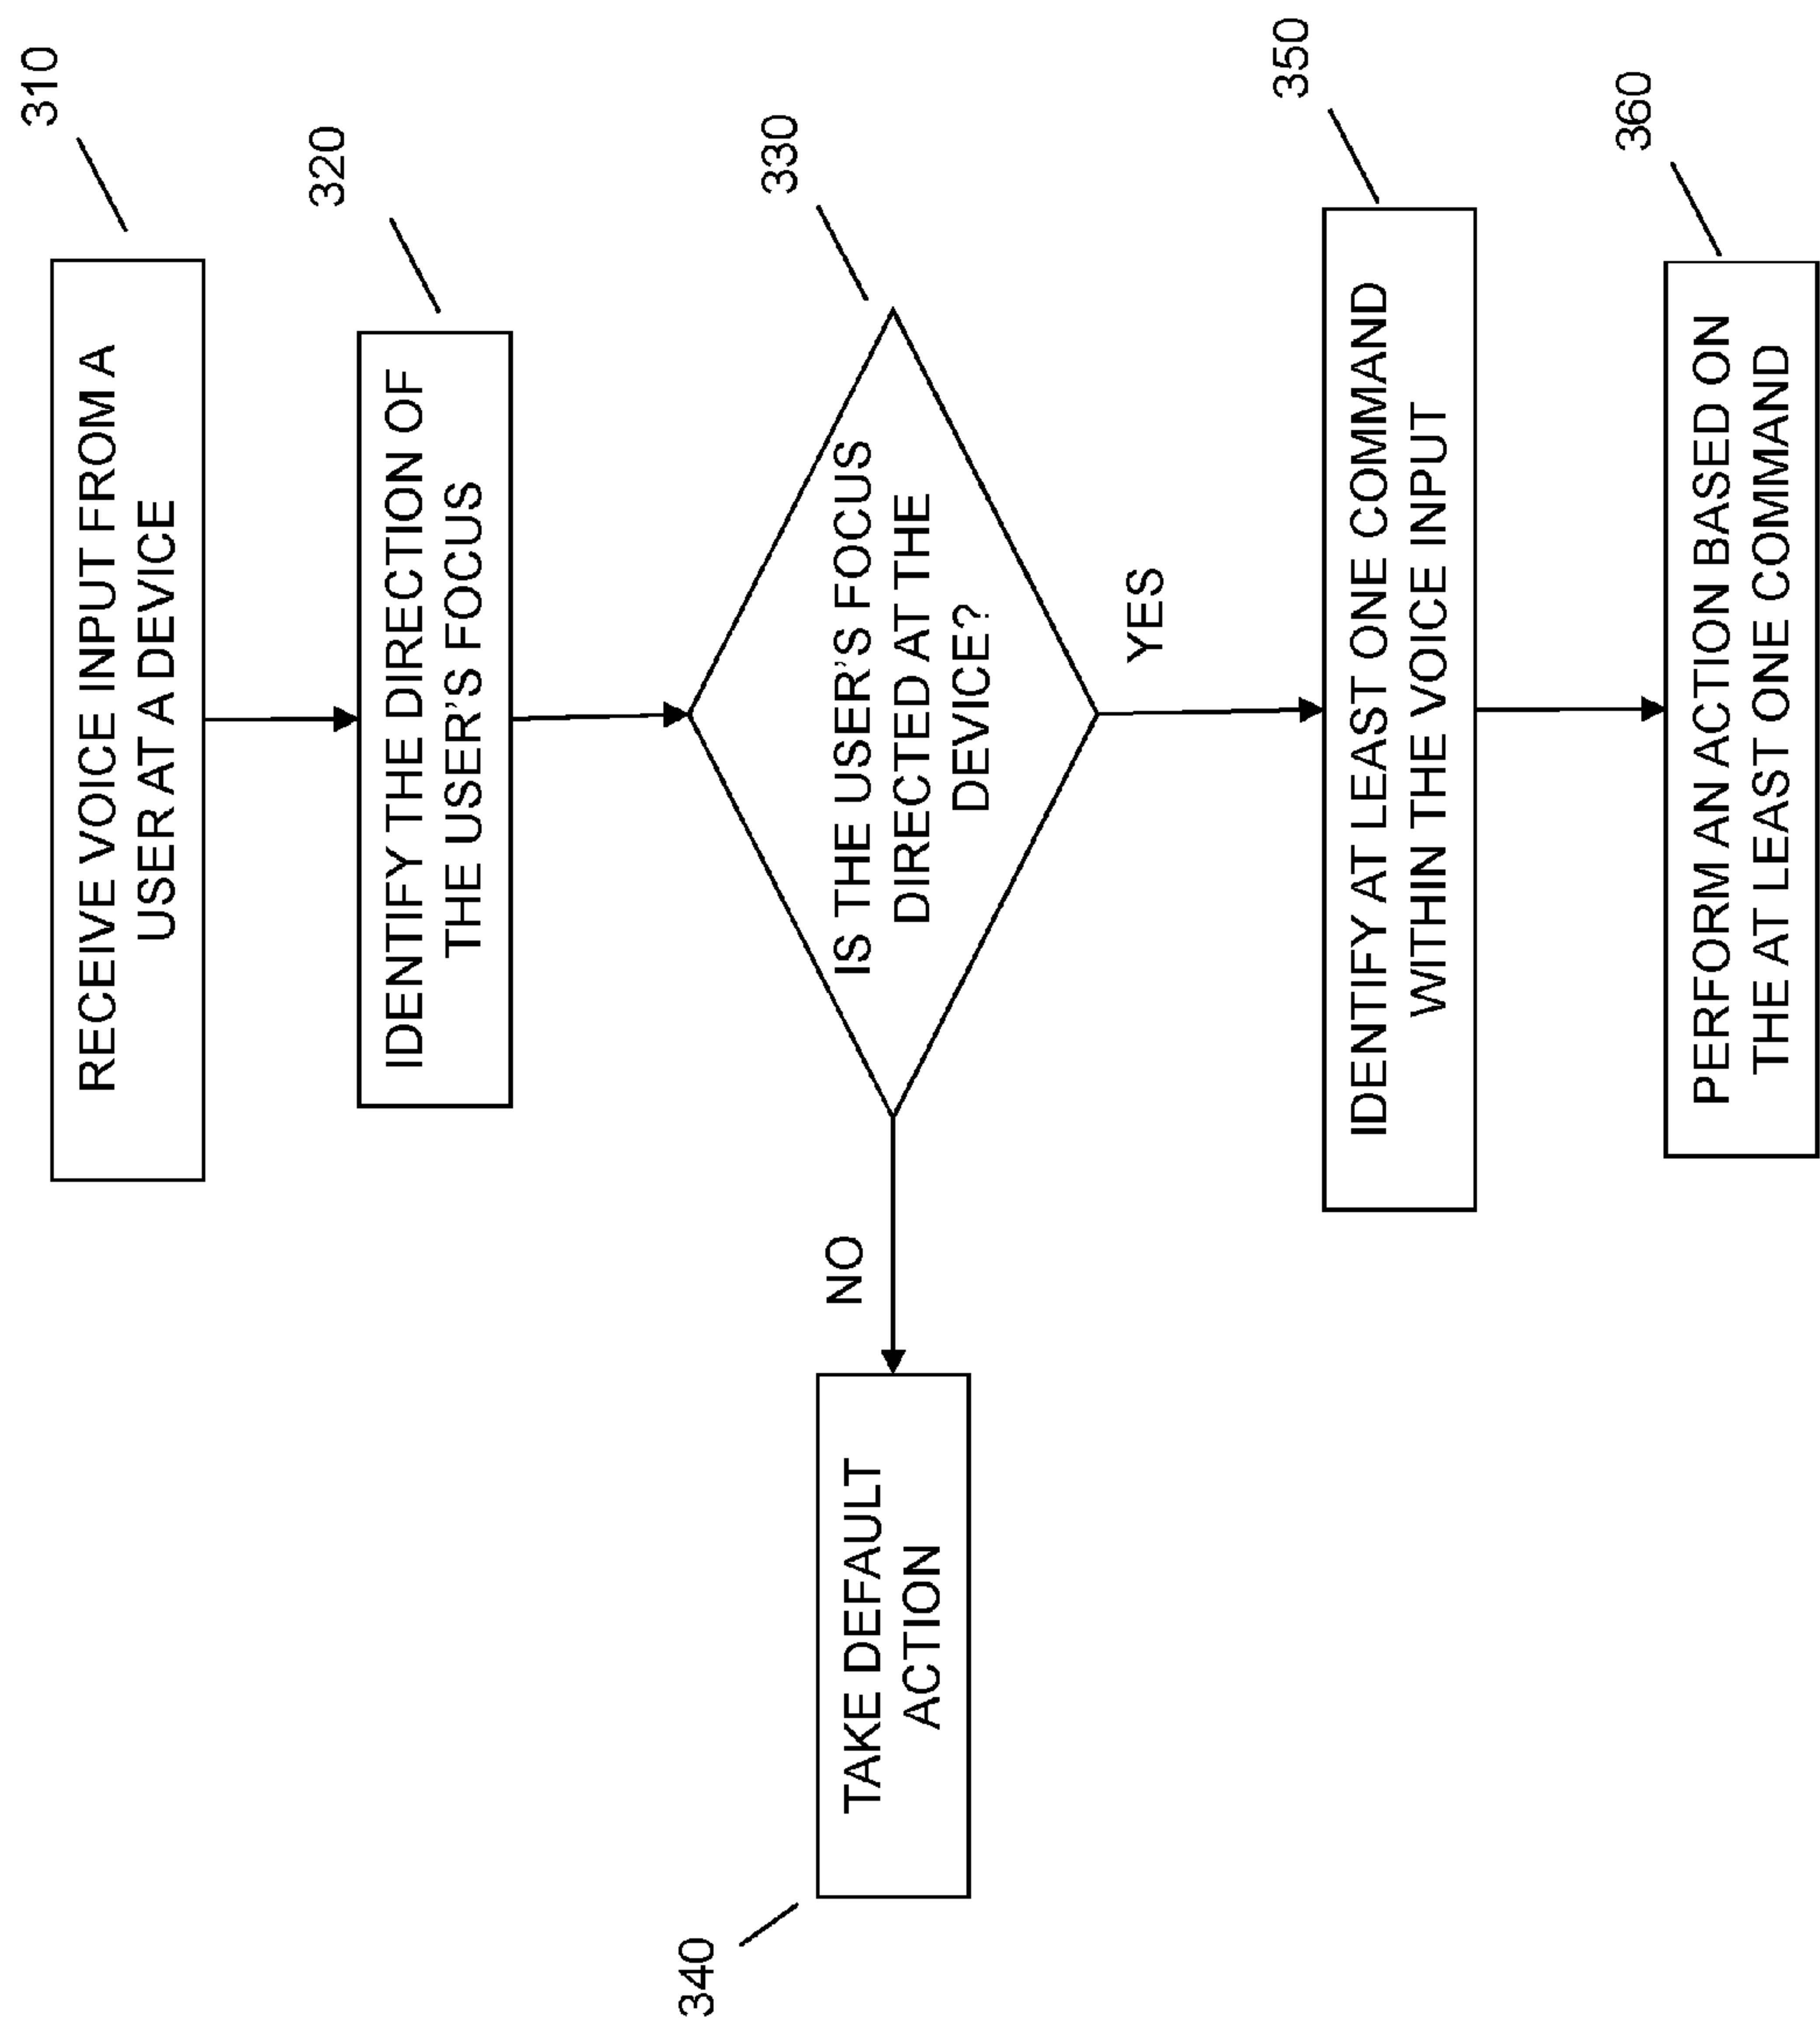 310
RECEIVE VOICE INPUT FROM A
USER AT A DEVICE
320
IDENTIFY THE DIRECTION OF
THE USER'S FOCUS
330
IS THE USER'S FOCUS
DIRECTED AT THE
DEVICE?
NO
YES
340
TAKE DEFAULT
ACTION
350
IDENTIFY AT LEAST ONE COMMAND
WITHIN THE VOICE INPUT
360
PERFORM AN ACTION BASED ON
THE AT LEAST ONE COMMAND